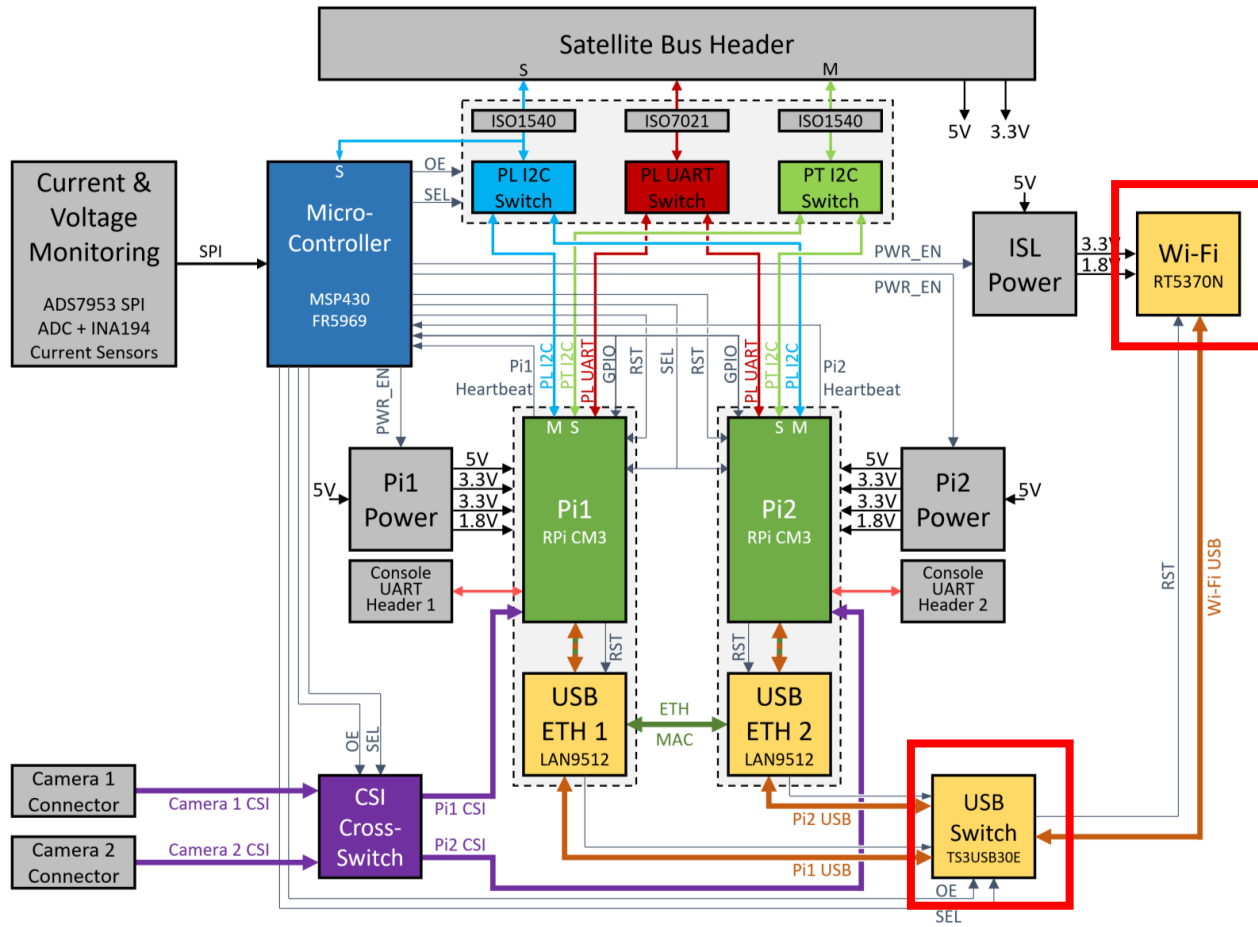 Satellite Bus Header
S
M
ISO1540
ISO7021
ISO1540
5V
3.3V
Current &
Voltage
Monitoring
ADS7953 SPI
ADC + INA194
Current Sensors
SPI
S
Micro-
Controller
MSP430
FR5969
OE
SEL
PL I2C
Switch
PL UART
Switch
PT I2C
Switch
PWR_EN
PWR_EN
5V
ISL
Power
3.3V
1.8V
Wi-Fi
RT5370N
PWR_EN
Pi1
Heartbeat
PL I2C
PT I2C
PL UART
GPIO
RST
SEL
RST
GPIO
PL UART
PT I2C
PL I2C
Pi2
Heartbeat
5V
Pi1
Power
5V
3.3V
3.3V
1.8V
M S
Pi1
RPi CM3
S M
Pi2
RPi CM3
5V
3.3V
3.3V
1.8V
Pi2
Power
5V
Console
UART
Header 1
Console
UART
Header 2
RST
RST
RST
Wi-Fi USB
USB
ETH 1
LAN9512
ETH
MAC
USB
ETH 2
LAN9512
OE
SEL
Camera 1
Connector
Camera 1 CSI
Camera 2
Connector
Camera 2 CSI
CSI
Cross-
Switch
Pi1 CSI
Pi2 CSI
Pi2 USB
Pi1 USB
USB
Switch
TS3USB30E
OE
SEL